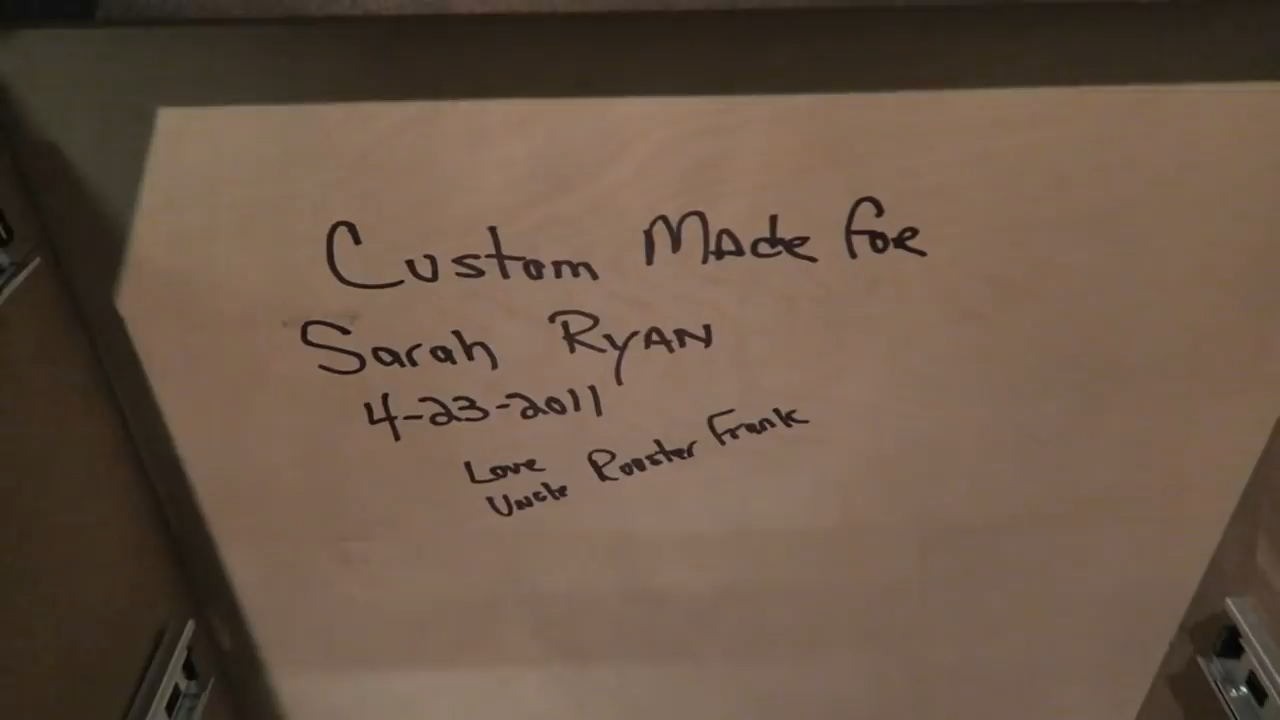 Custom MADe FoR
Sarah RyAN
4-23-2011
Love
Uncle Rooster Frank